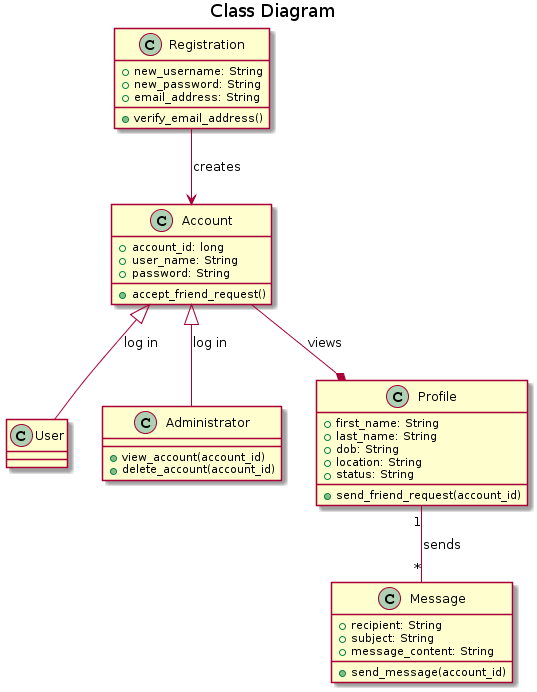 Class Diagram
C Registration
new_username: String
new_password: String
email_address: String
verify_email_address()
creates
C Account
account_id: long
user_name: String
password: String
accept_friend_request()
log in
log in
views
C User
C Administrator
view_account(account_id)
delete_account(account_id)
C Profile
first_name: String
last_name: String
dob: String
location: String
status: String
send_friend_request(account_id)
1
sends
*
C Message
recipient: String
subject: String
message_content: String
send_message(account_id)